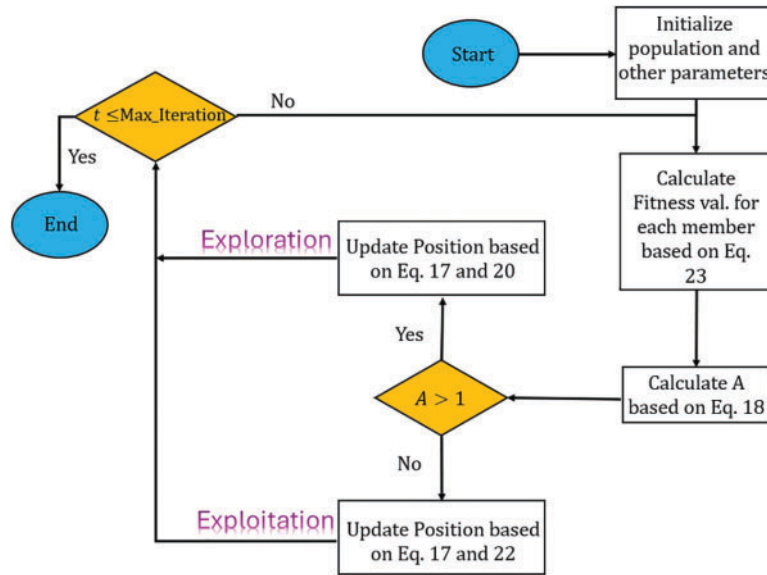 Start
Initialize
population and
other parameters
t ≤Max_Iteration
No
Yes
End
Calculate
Fitness val. for
each member
based on Eq.
23
Exploration
Update Position based
on Eq. 17 and 20
Yes
A > 1
Calculate A
based on Eq. 18
No
Exploitation
Update Position based
on Eq. 17 and 22